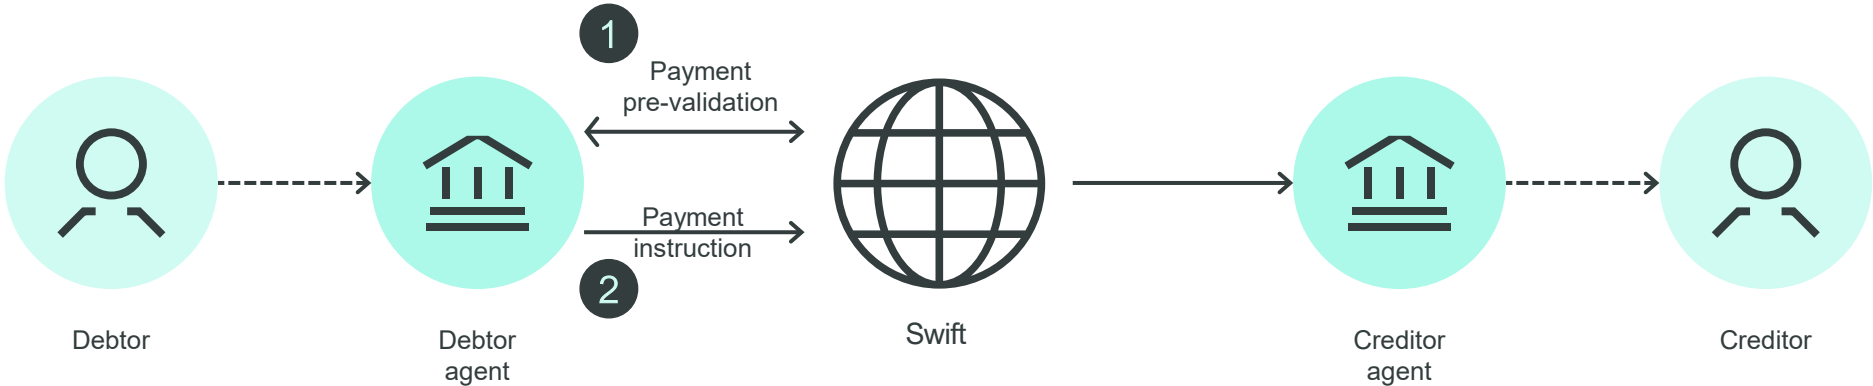 1
Payment
pre-validation
Payment
instruction
2
Debtor
Debtor
agent
Swift
Creditor
agent
Creditor